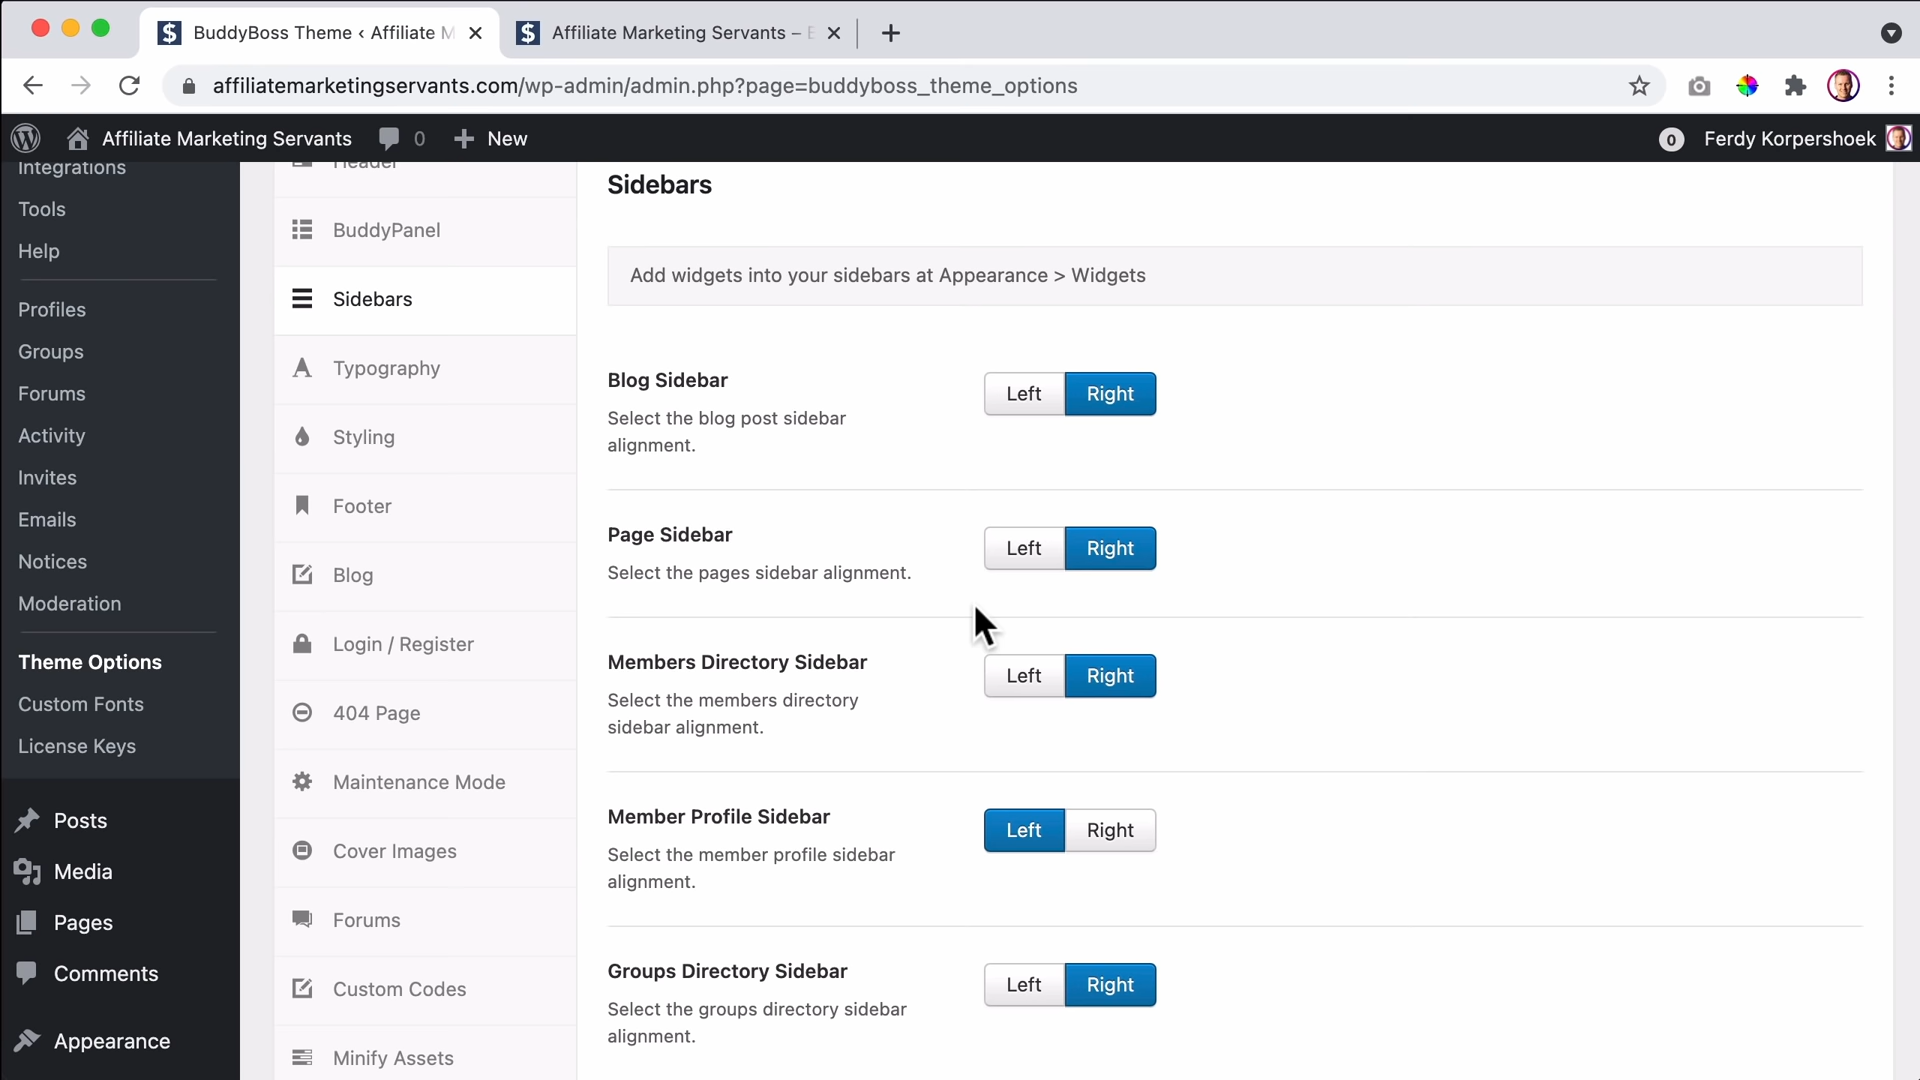 BuddyBoss Theme ‹ Affiliate M
Affiliate Marketing Servants – E
affiliatemarketingservants.com/wp-admin/admin.php?page=buddyboss_theme_options
Affiliate Marketing Servants
0
New
0
Ferdy Korpershoek
Integrations
Tools
Help
Profiles
Groups
Forums
Activity
Invites
Emails
Notices
Moderation
Theme Options
Custom Fonts
License Keys
Posts
Media
Pages
Comments
Appearance
Header
BuddyPanel
Sidebars
Typography
Styling
Footer
Blog
Login / Register
404 Page
Maintenance Mode
Cover Images
Forums
Custom Codes
Minify Assets
Sidebars
Add widgets into your sidebars at Appearance > Widgets
Blog Sidebar
Select the blog post sidebar
alignment.
Left Right
Page Sidebar
Select the pages sidebar alignment.
Left Right
Members Directory Sidebar
Select the members directory
sidebar alignment.
Left Right
Member Profile Sidebar
Select the member profile sidebar
alignment.
Left Right
Groups Directory Sidebar
Select the groups directory sidebar
alignment.
Left Right